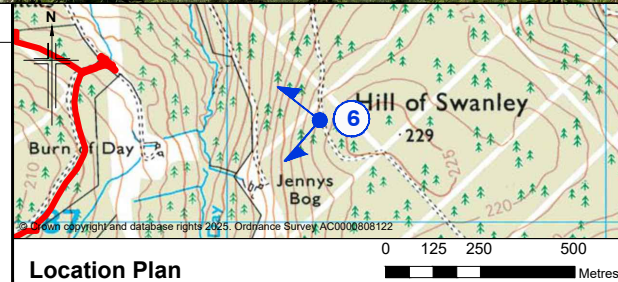 N
6
Hill of Swanley
229
Burn of Day
225
210
Jennys
Bog
220
© Crown copyright and database rights 2025. Ordnance Survey AC0000808122
0 125 250 500
Metres
Location Plan